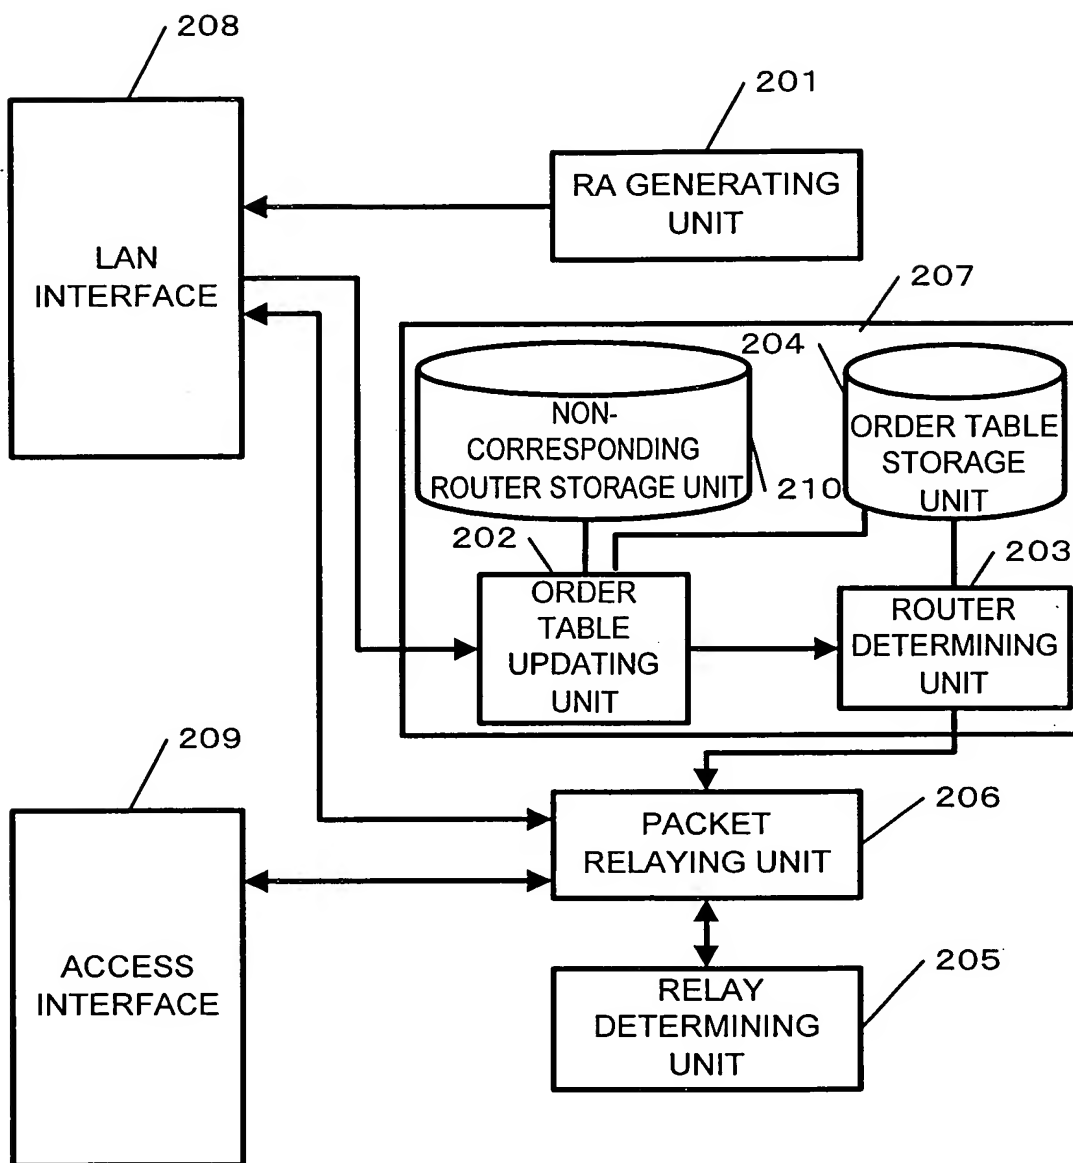 208
201
RA GENERATING
UNIT
LAN
INTERFACE
207
204
NON-
CORRESPONDING
ROUTER STORAGE UNIT
210
ORDER TABLE
STORAGE
UNIT
202
203
ORDER
TABLE
UPDATING
UNIT
ROUTER
DETERMINING
UNIT
209
206
PACKET
RELAYING UNIT
205
ACCESS
INTERFACE
RELAY
DETERMINING
UNIT